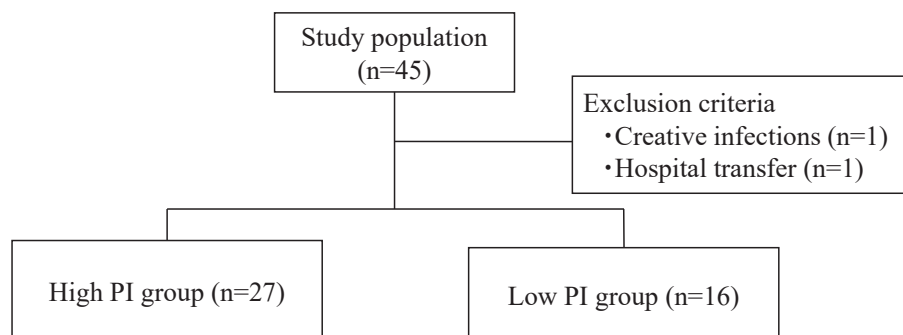 Study population
(n=45)
Exclusion criteria
・Creative infections (n=1)
・Hospital transfer (n=1)
High PI group (n=27)
Low PI group (n=16)